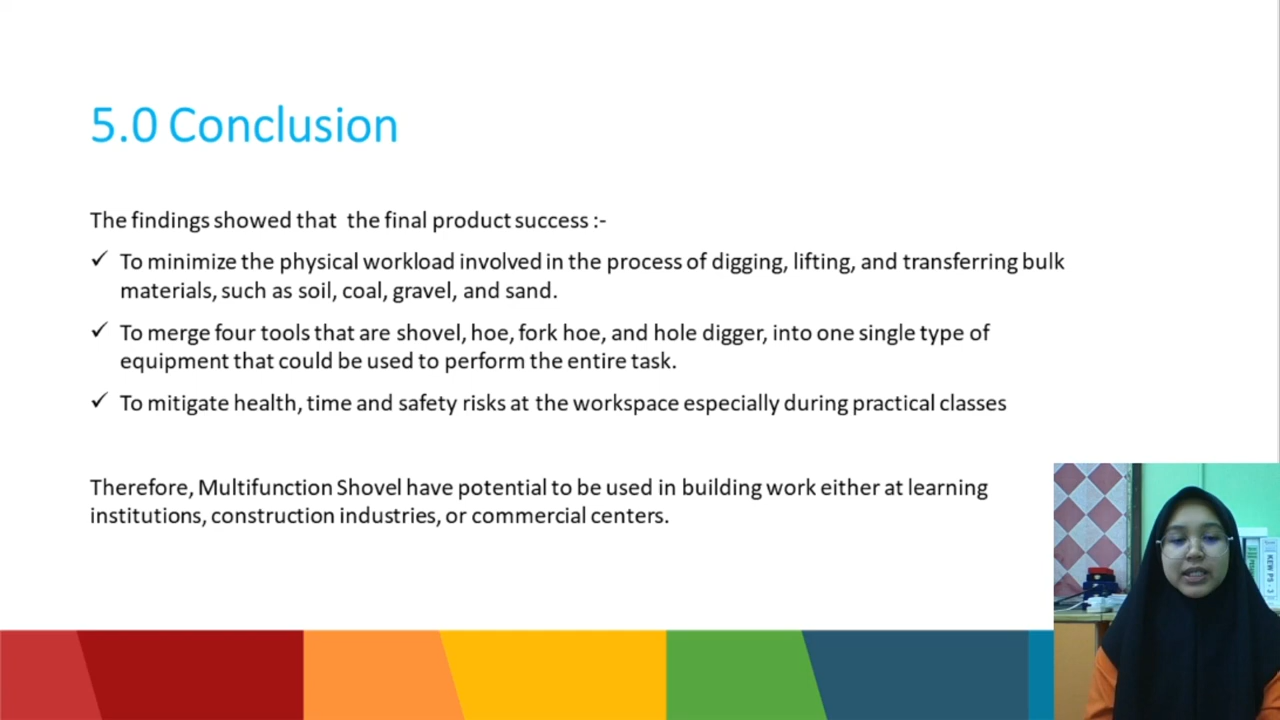 5.0 Conclusion
The findings showed that the final product success :-
✓ To minimize the physical workload involved in the process of digging, lifting, and transferring bulk
materials, such as soil, coal, gravel, and sand.
✓ To merge four tools that are shovel, hoe, fork hoe, and hole digger, into one single type of
equipment that could be used to perform the entire task.
✓ To mitigate health, time and safety risks at the workspace especially during practical classes
Therefore, Multifunction Shovel have potential to be used in building work either at learning
institutions, construction industries, or commercial centers.
KEW PS - 3